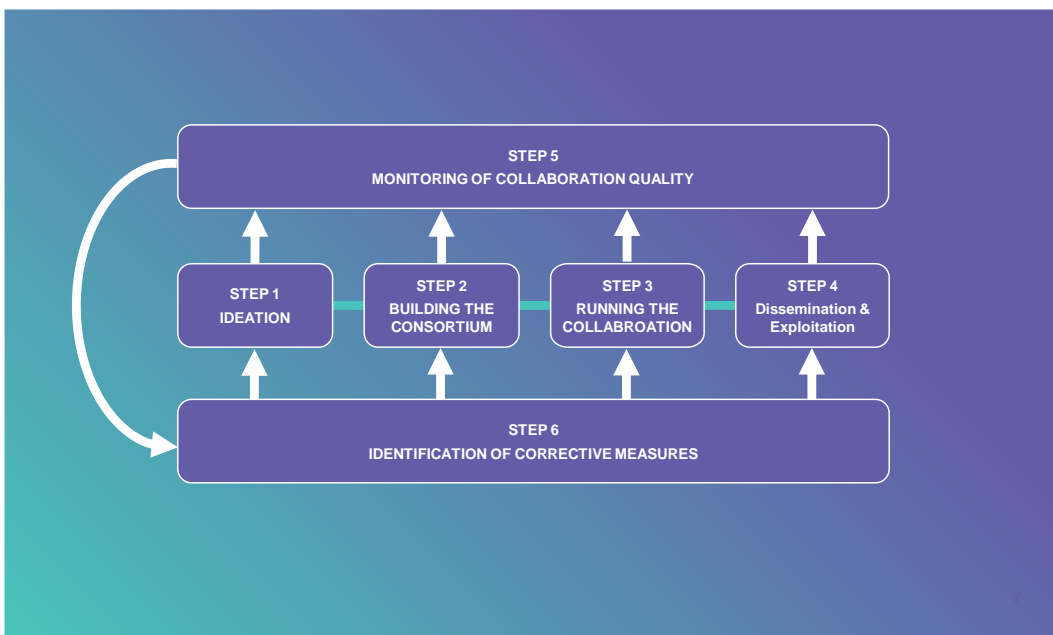 STEP 5
MONITORING OF COLLABORATION QUALITY
STEP 1
IDEATION
STEP 2
BUILDING THE
CONSORTIUM
STEP 3
RUNNING THE
COLLABROATION
STEP 4
Dissemination &
Exploitation
STEP 6
IDENTIFICATION OF CORRECTIVE MEASURES
7